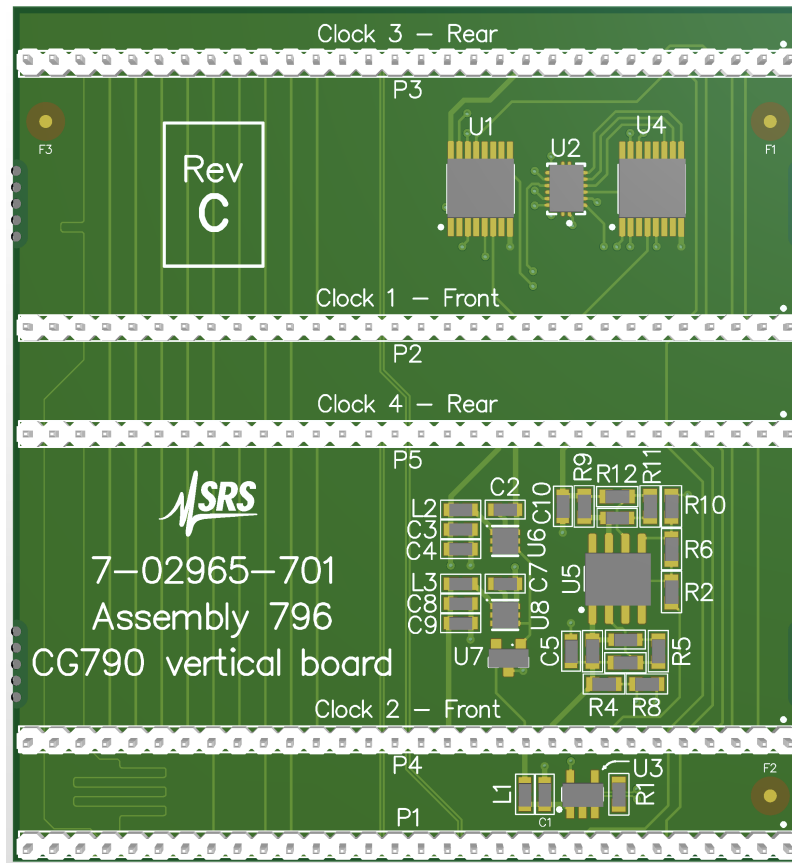 Clock 3 - Rear
P3
F3
U1
U2
U4
F1
Rev
C
Clock 1 - Front
P2
Clock 4 - Rear
P5
SRS
7-02965-701
Assembly 796
CG790 vertical board
L2
C2
C3
C4
U6
L3
C7
C8
C9
U8
U7
C10
R9
R12
R11
R10
R6
U5
R2
C5
R5
R4
R8
Clock 2 - Front
P4
U3
F2
L1
C1
R1
P1